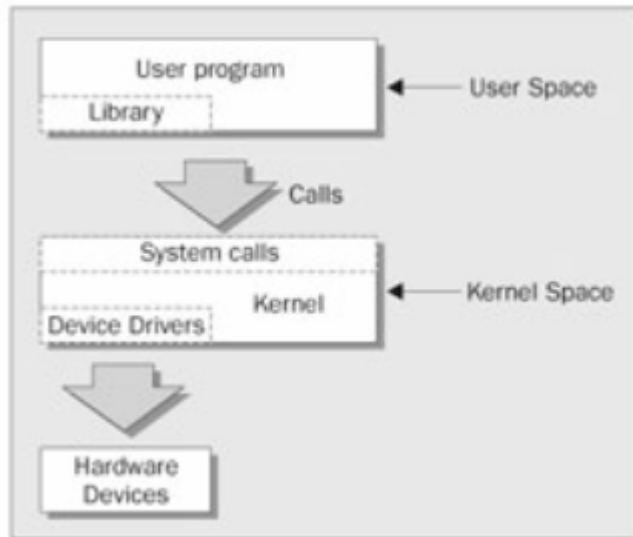 User program
User Space
Library
Calls
System calls
Kernel
Kernel Space
Device Drivers
Hardware
Devices